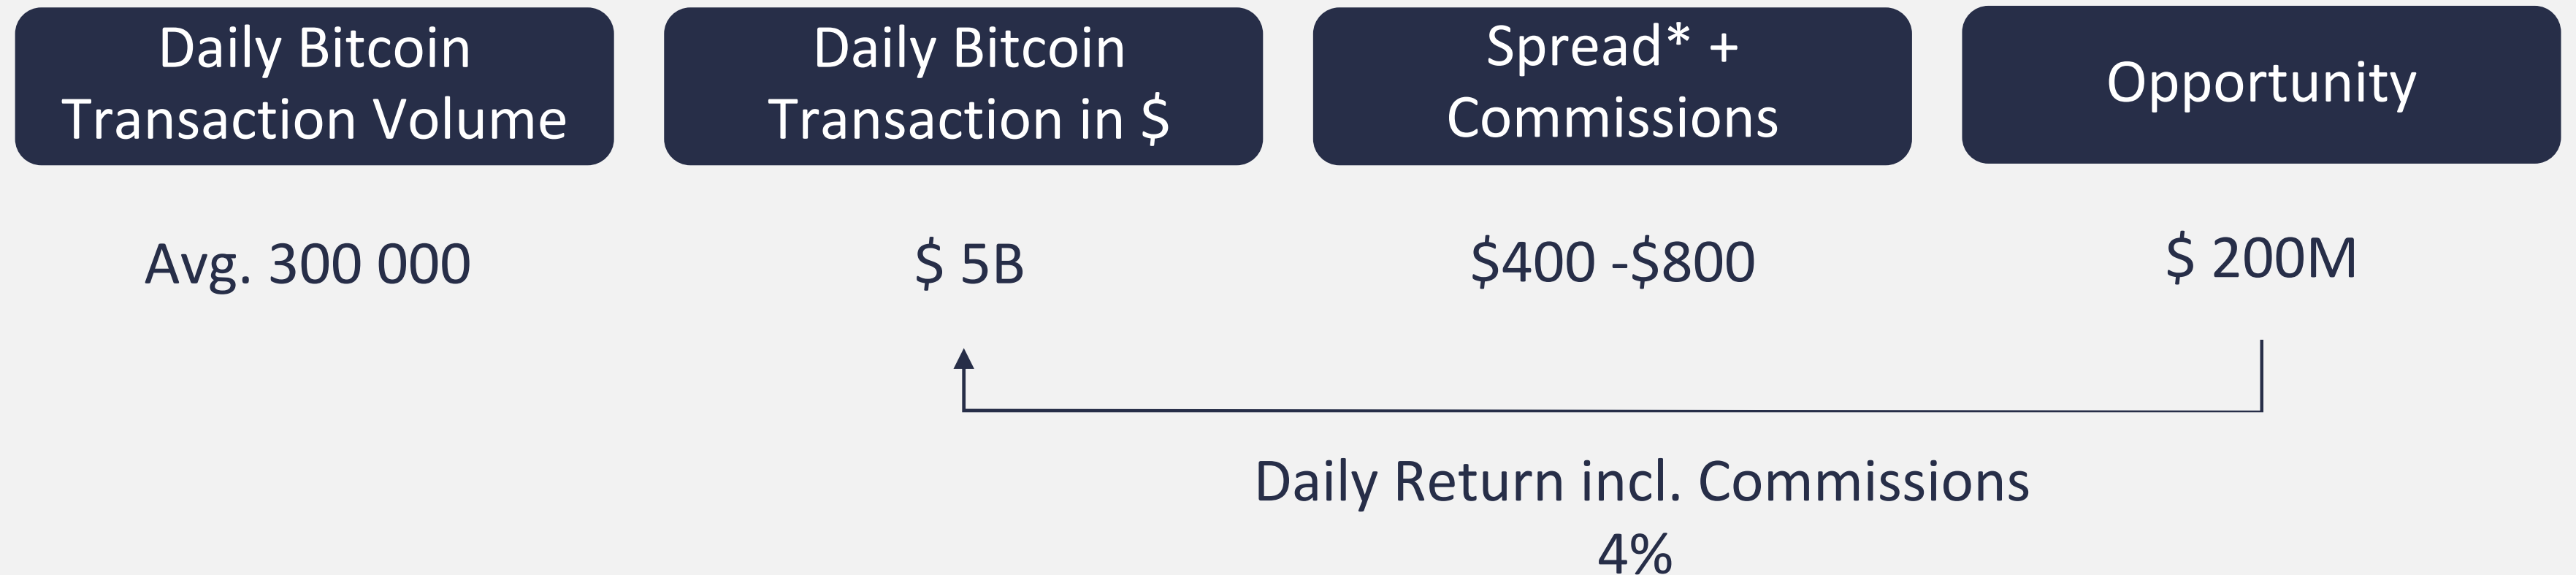 Daily Bitcoin
Transaction Volume
Daily Bitcoin
Transaction in $
Spread* +
Commissions
Opportunity
Avg. 300 000
$ 5B
$400 -$800
$ 200M
Daily Return incl. Commissions
4%